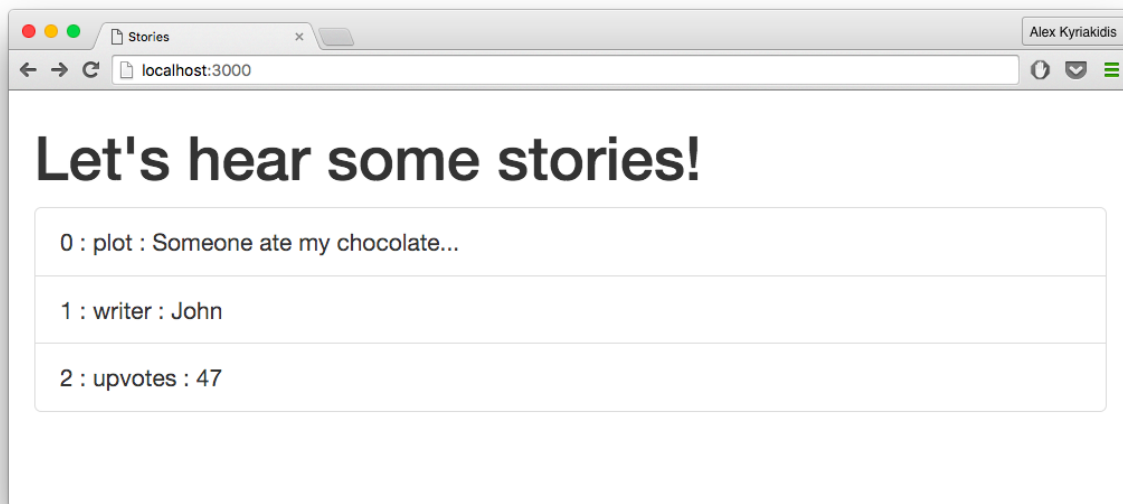 Stories
Alex Kyriakidis
localhost:3000
Let's hear some stories!
0 : plot : Someone ate my chocolate...
1 : writer : John
2 : upvotes : 47